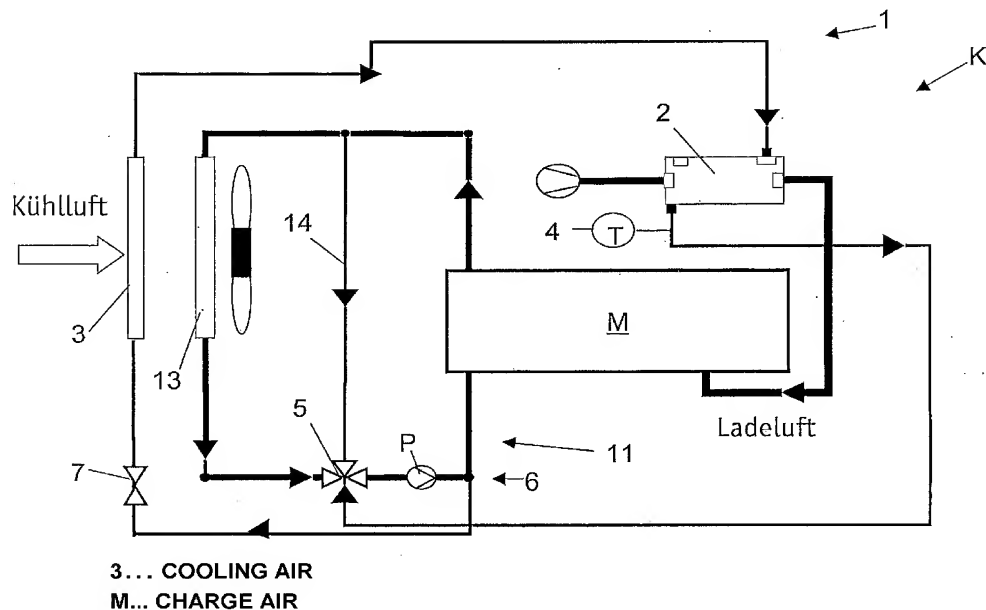 1
K
2
Kühlluft
14
4
T
3
M
13
5
P
Ladeluft
11
7
6
3... COOLING AIR
M... CHARGE AIR